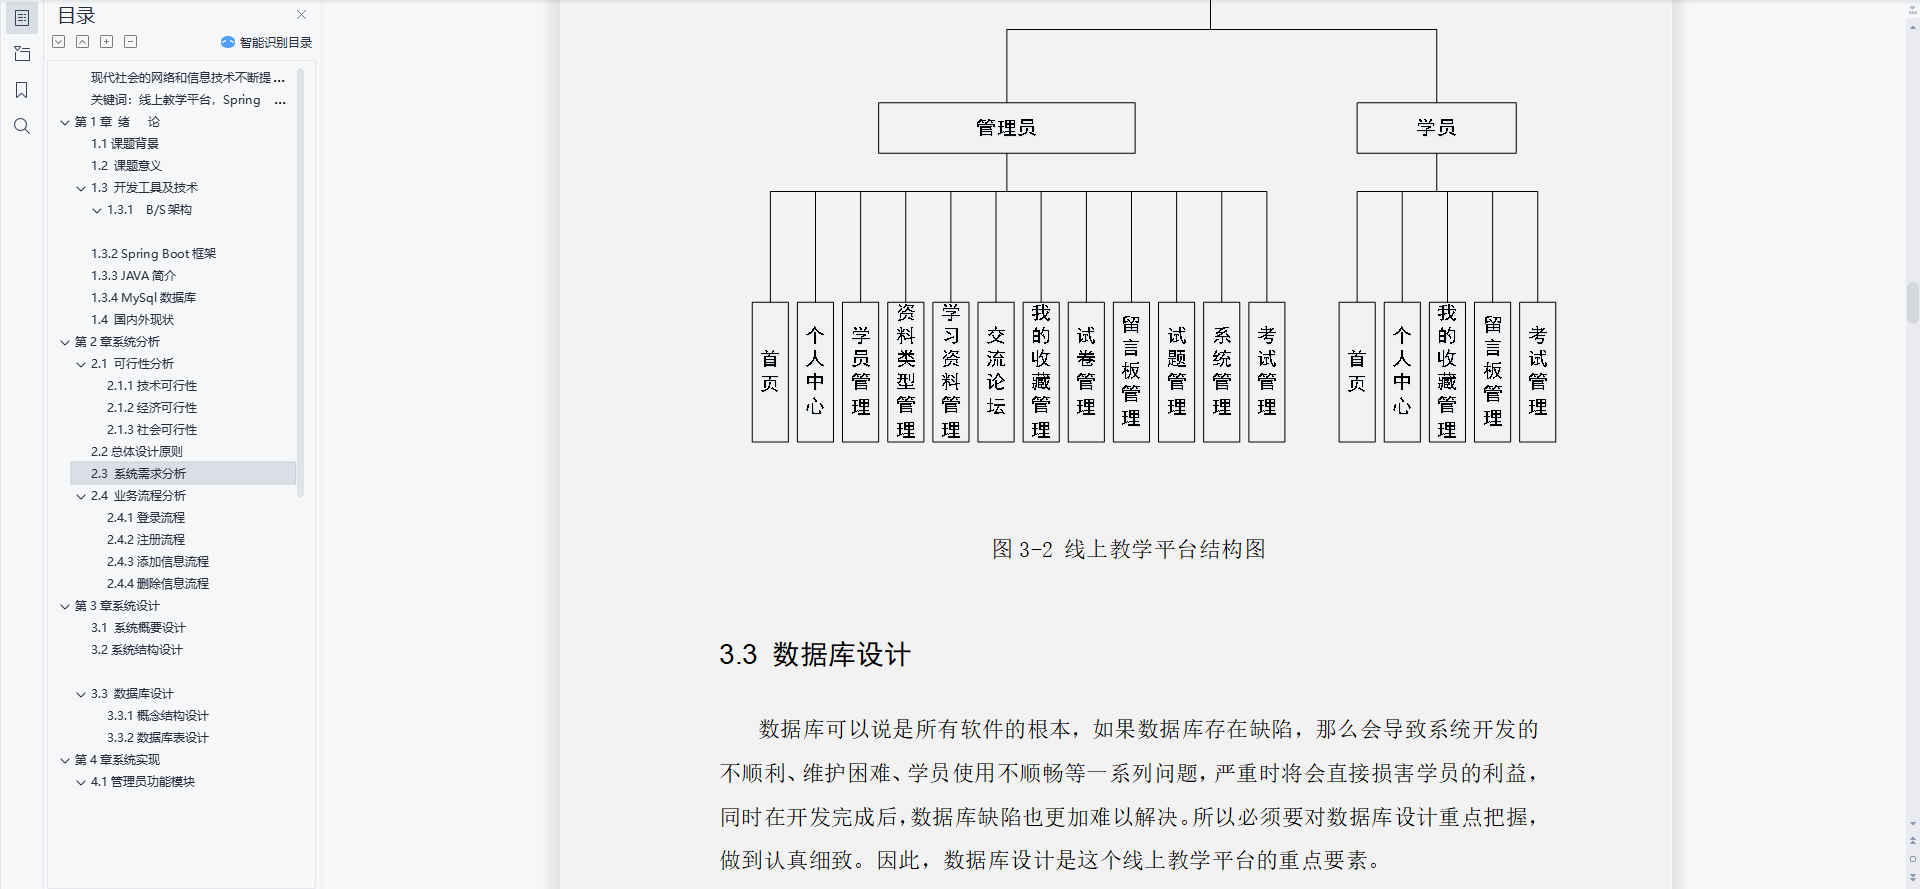 目录
智能识别目录
现代社会的网络和信息技术不断提...
关键词：线上教学平台，Spring ...
第 1 章 绪 论
1.1 课题背景
1.2 课题意义
1.3 开发工具及技术
1.3.1 B/S 架构
1.3.2 Spring Boot 框架
1.3.3 JAVA 简介
1.3.4 MySql 数据库
1.4 国内外现状
第 2 章系统分析
2.1 可行性分析
2.1.1 技术可行性
2.1.2 经济可行性
2.1.3 社会可行性
2.2 总体设计原则
2.3 系统需求分析
2.4 业务流程分析
2.4.1 登录流程
2.4.2 注册流程
2.4.3 添加信息流程
2.4.4 删除信息流程
第 3 章系统设计
3.1 系统概要设计
3.2 系统结构设计
3.3 数据库设计
3.3.1 概念结构设计
3.3.2 数据库表设计
第 4 章系统实现
4.1 管理员功能模块
管理员
学员
首页
个人中心
学员管理
资料类型管理
学习资料管理
交流论坛
我的收藏管理
试卷管理
留言板管理
试题管理
系统管理
考试管理
首页
个人中心
我的收藏管理
留言板管理
考试管理
图 3-2 线上教学平台结构图
3.3 数据库设计
数据库可以说是所有软件的根本，如果数据库存在缺陷，那么会导致系统开发的
不顺利、维护困难、学员使用不顺畅等一系列问题，严重时将会直接损害学员的利益，
同时在开发完成后，数据库缺陷也更加难以解决。所以必须要对数据库设计重点把握，
做到认真细致。因此，数据库设计是这个线上教学平台的重点要素。